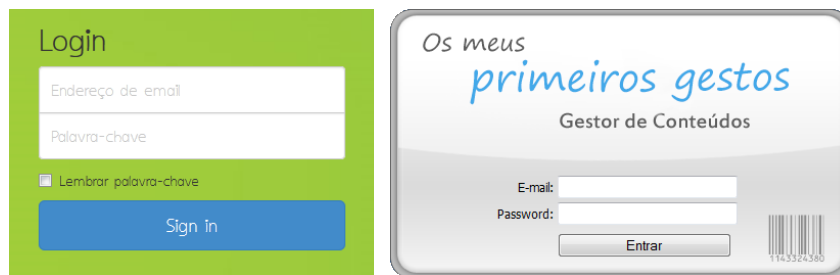 Login
Endereço de email
Palavra-chave
Lembrar palavra-chave
Sign in
Os meus
primeiros gestos
Gestor de Conteúdos
E-mail:
Password:
Entrar
1143324380